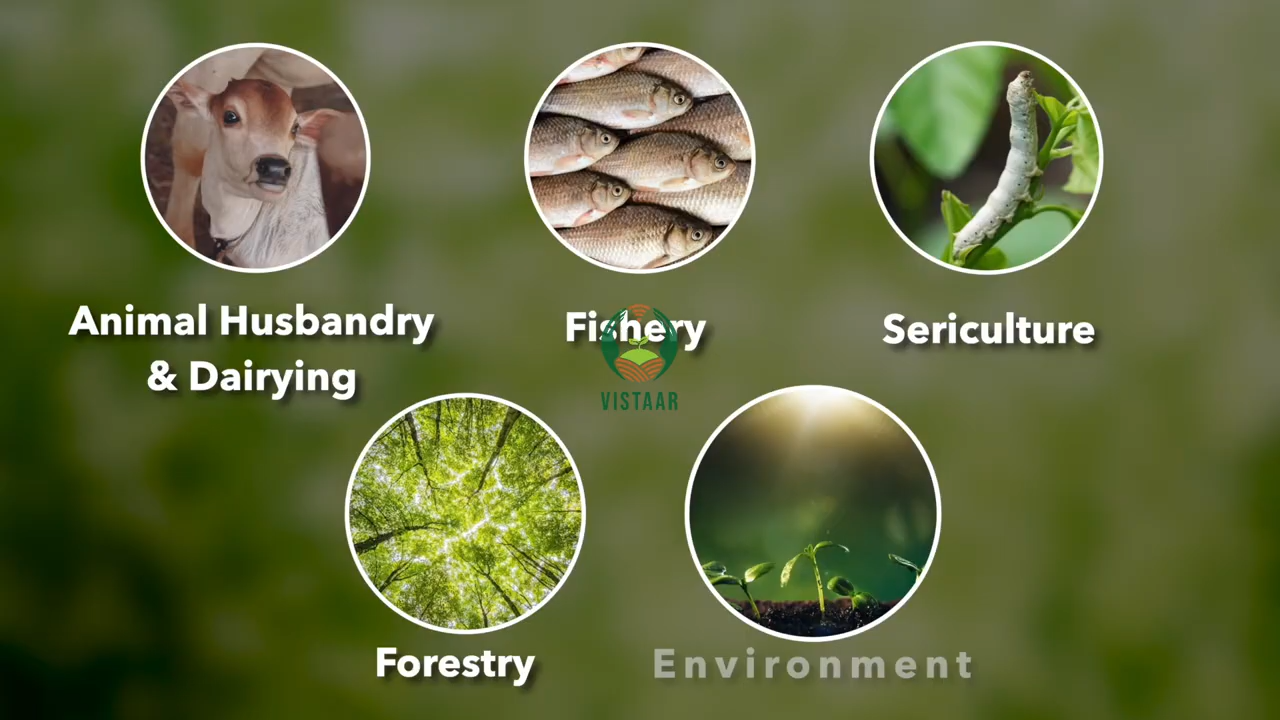 Animal Husbandry
& Dairying
Fishery
Sericulture
VISTAAR
Forestry
Environment